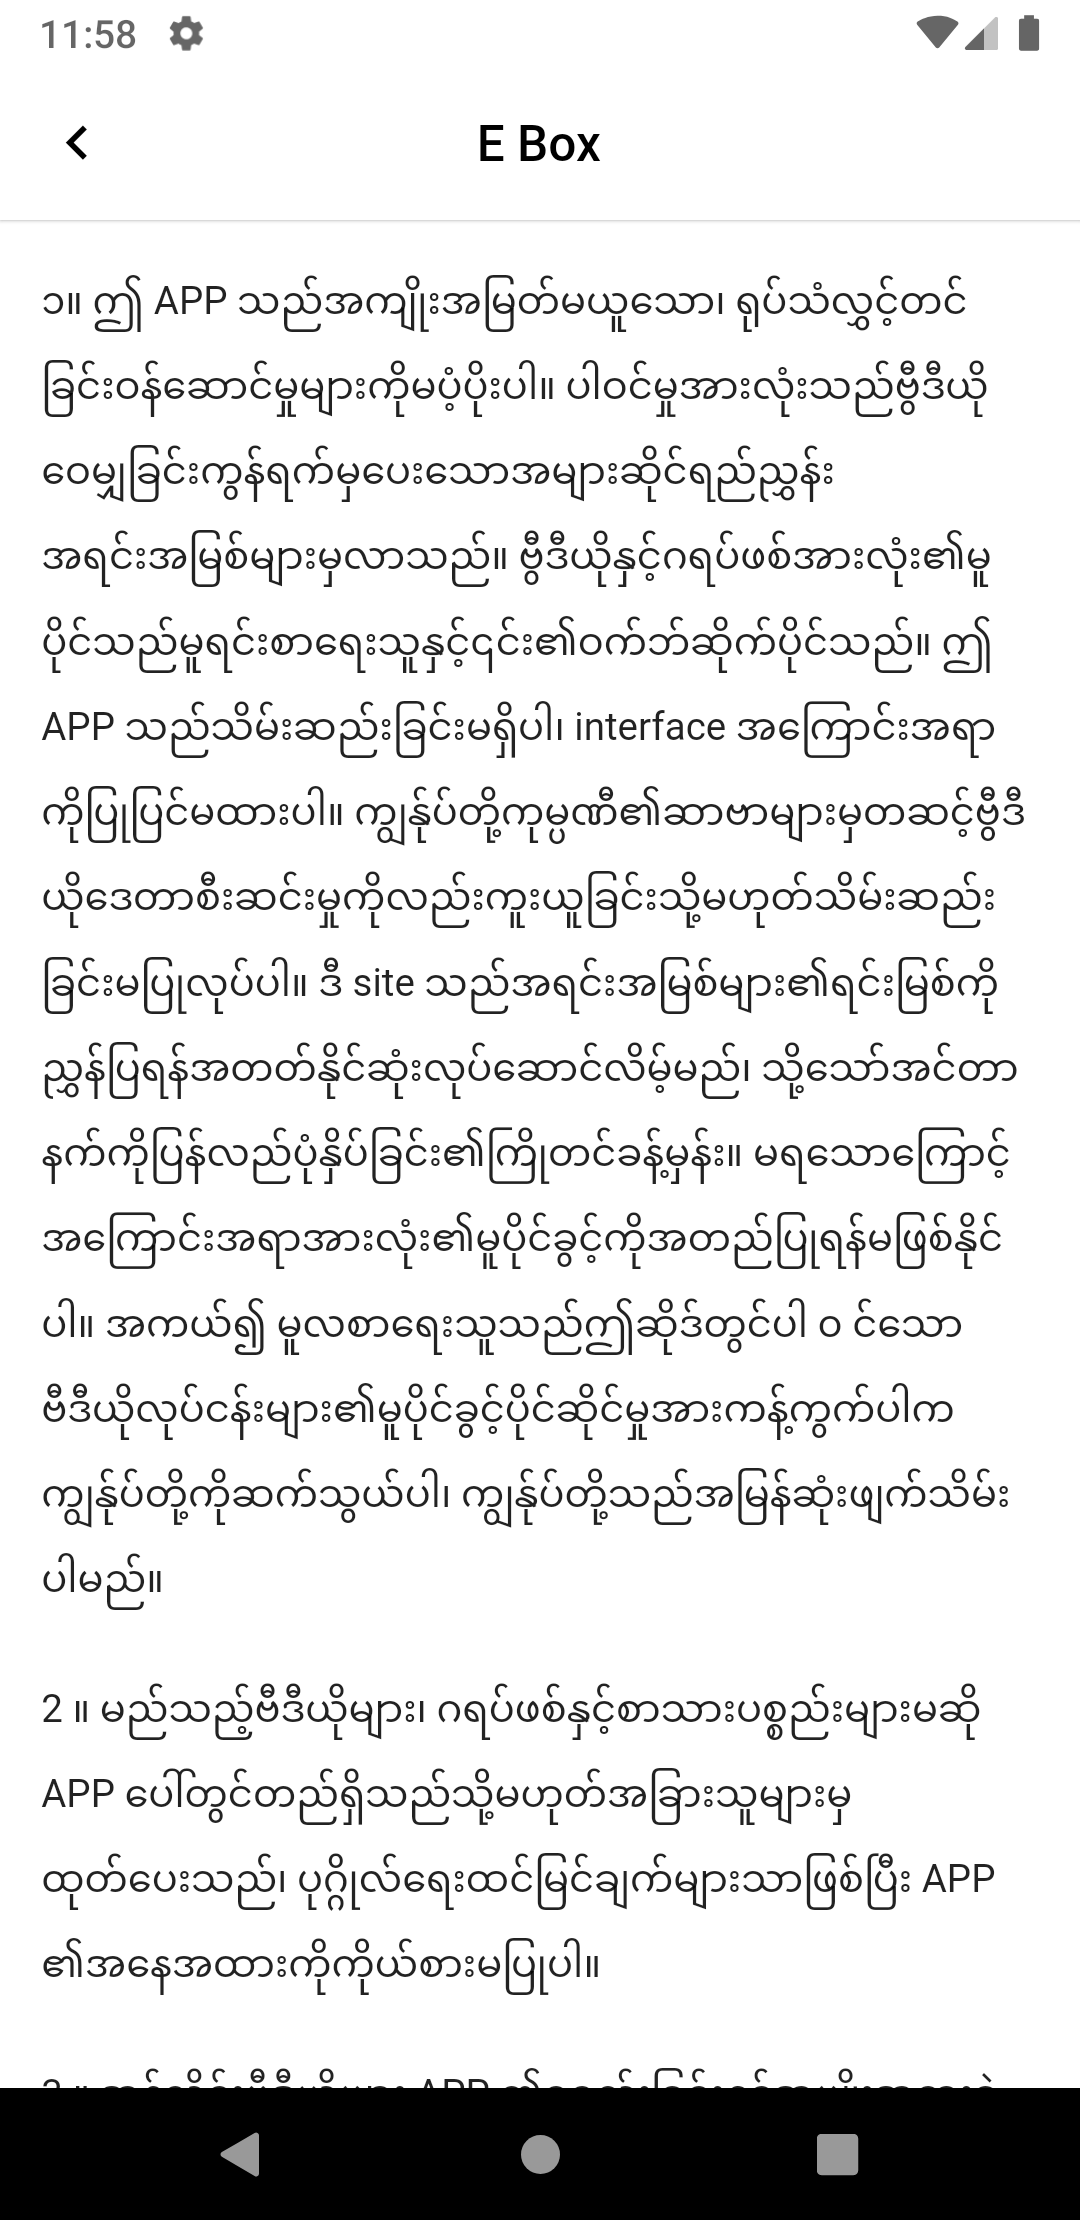 11:58
E Box
၁။ ဤ APP သည်အကျိုးအမြတ်မယူသော၊ ရုပ်သံလွှင့်တင်
ခြင်းဝန်ဆောင်မှုများကိုမပံ့ပိုးပါ။ ပါဝင်မှုအားလုံးသည်ဗွီဒီယို
ဝေမျှခြင်းကွန်ရက်မှပေးသောအများဆိုင်ရည်ညွှန်း
အရင်းအမြစ်များမှလာသည်။ ဗွီဒီယိုနှင့်ဂရပ်ဖစ်အားလုံး၏မူ
ပိုင်သည်မူရင်းစာရေးသူနှင့်၎င်း၏ဝက်ဘ်ဆိုက်ပိုင်သည်။ ဤ
APP သည်သိမ်းဆည်းခြင်းမရှိပါ၊ interface အကြောင်းအရာ
ကိုပြုပြင်မထားပါ။ ကျွန်ုပ်တို့ကုမ္ပဏီ၏ဆာဗာများမှတဆင့်ဗွီဒီ
ယိုဒေတာစီးဆင်းမှုကိုလည်းကူးယူခြင်းသို့မဟုတ်သိမ်းဆည်း
ခြင်းမပြုလုပ်ပါ။ ဒီ site သည်အရင်းအမြစ်များ၏ရင်းမြစ်ကို
ညွှန်ပြရန်အတတ်နိုင်ဆုံးလုပ်ဆောင်လိမ့်မည်၊ သို့သော်အင်တာ
နက်ကိုပြန်လည်ပုံနှိပ်ခြင်း၏ကြိုတင်ခန့်မှန်း။ မရသောကြောင့်
အကြောင်းအရာအားလုံး၏မူပိုင်ခွင့်ကိုအတည်ပြုရန်မဖြစ်နိုင်
ပါ။ အကယ်၍ မူလစာရေးသူသည်ဤဆိုဒ်တွင်ပါ ၀ င်သော
ဗီဒီယိုလုပ်ငန်းများ၏မူပိုင်ခွင့်ပိုင်ဆိုင်မှုအားကန့်ကွက်ပါက
ကျွန်ုပ်တို့ကိုဆက်သွယ်ပါ၊ ကျွန်ုပ်တို့သည်အမြန်ဆုံးဖျက်သိမ်း
ပါမည်။
2 ။ မည်သည့်ဗီဒီယိုများ၊ ဂရပ်ဖစ်နှင့်စာသားပစ္စည်းများမဆို
APP ပေါ်တွင်တည်ရှိသည်သို့မဟုတ်အခြားသူများမှ
ထုတ်ပေးသည်၊ ပုဂ္ဂိုလ်ရေးထင်မြင်ချက်များသာဖြစ်ပြီး APP
၏အနေအထားကိုကိုယ်စားမပြုပါ။